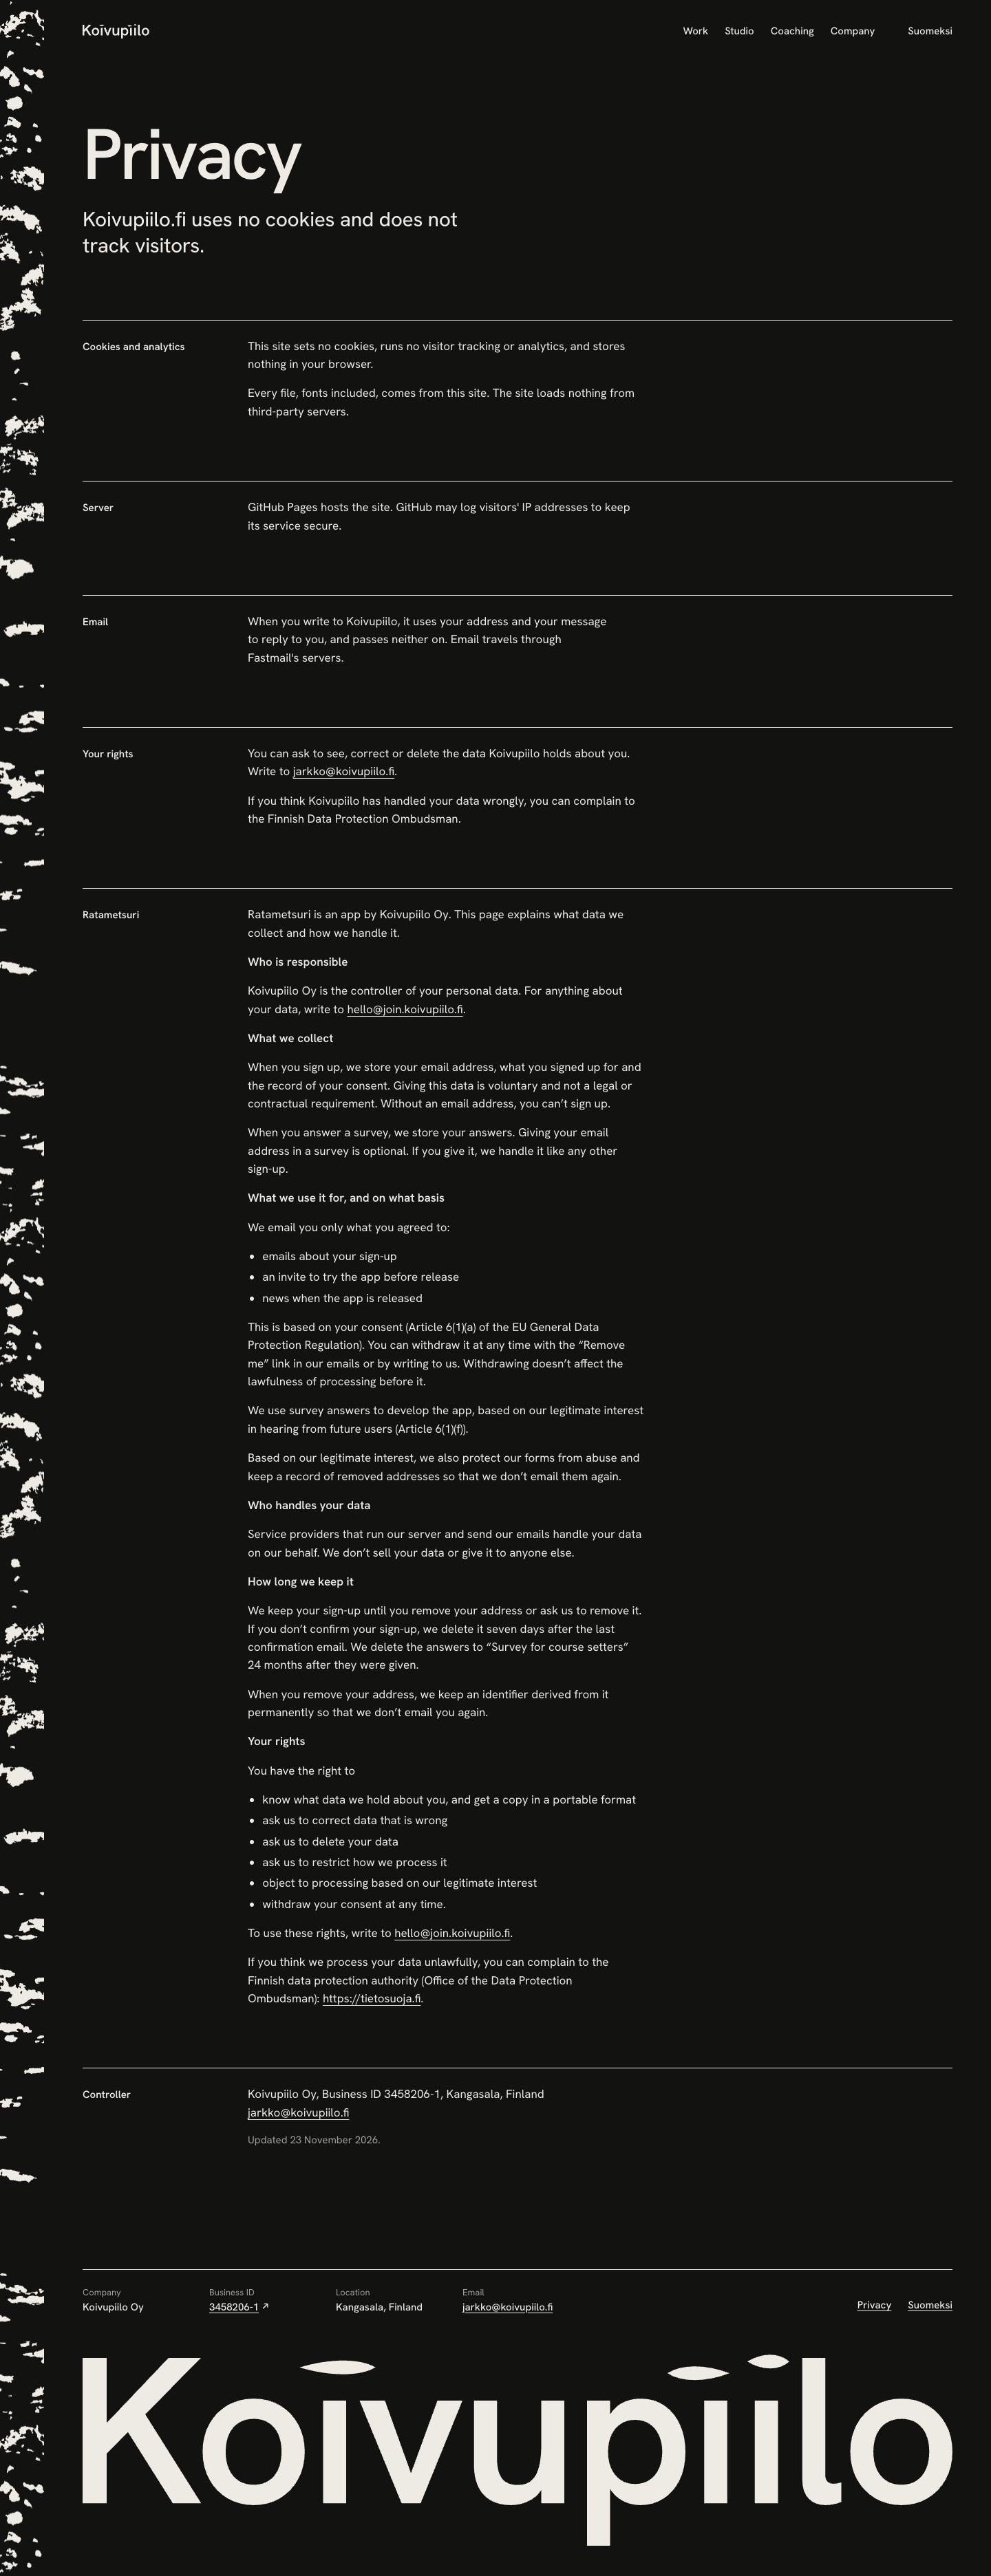 Koivupiilo
Work Studio Coaching Company Suomeksi
Privacy
Koivupiilo.fi uses no cookies and does not
track visitors.
Cookies and analytics
This site sets no cookies, runs no visitor tracking or analytics, and stores
nothing in your browser.
Every file, fonts included, comes from this site. The site loads nothing from
third-party servers.
Server
GitHub Pages hosts the site. GitHub may log visitors' IP addresses to keep
its service secure.
Email
When you write to Koivupiilo, it uses your address and your message
to reply to you, and passes neither on. Email travels through
Fastmail's servers.
Your rights
You can ask to see, correct or delete the data Koivupiilo holds about you.
Write to jarkko@koivupiilo.fi.
If you think Koivupiilo has handled your data wrongly, you can complain to
the Finnish Data Protection Ombudsman.
Ratametsuri
Ratametsuri is an app by Koivupiilo Oy. This page explains what data we
collect and how we handle it.
Who is responsible
Koivupiilo Oy is the controller of your personal data. For anything about
your data, write to hello@join.koivupiilo.fi.
What we collect
When you sign up, we store your email address, what you signed up for and
the record of your consent. Giving this data is voluntary and not a legal or
contractual requirement. Without an email address, you can’t sign up.
When you answer a survey, we store your answers. Giving your email
address in a survey is optional. If you give it, we handle it like any other
sign-up.
What we use it for, and on what basis
We email you only what you agreed to:
• emails about your sign-up
• an invite to try the app before release
• news when the app is released
This is based on your consent (Article 6(1)(a) of the EU General Data
Protection Regulation). You can withdraw it at any time with the “Remove
me” link in our emails or by writing to us. Withdrawing doesn’t affect the
lawfulness of processing before it.
We use survey answers to develop the app, based on our legitimate interest
in hearing from future users (Article 6(1)(f)).
Based on our legitimate interest, we also protect our forms from abuse and
keep a record of removed addresses so that we don’t email them again.
Who handles your data
Service providers that run our server and send our emails handle your data
on our behalf. We don’t sell your data or give it to anyone else.
How long we keep it
We keep your sign-up until you remove your address or ask us to remove it.
If you don’t confirm your sign-up, we delete it seven days after the last
confirmation email. We delete the answers to “Survey for course setters”
24 months after they were given.
When you remove your address, we keep an identifier derived from it
permanently so that we don’t email you again.
Your rights
You have the right to
• know what data we hold about you, and get a copy in a portable format
• ask us to correct data that is wrong
• ask us to delete your data
• ask us to restrict how we process it
• object to processing based on our legitimate interest
• withdraw your consent at any time.
To use these rights, write to hello@join.koivupiilo.fi.
If you think we process your data unlawfully, you can complain to the
Finnish data protection authority (Office of the Data Protection
Ombudsman): https://tietosuoja.fi.
Controller
Koivupiilo Oy, Business ID 3458206-1, Kangasala, Finland
jarkko@koivupiilo.fi
Updated 23 November 2026.
Company Business ID Location Email
Koivupiilo Oy 3458206-1 ↗ Kangasala, Finland jarkko@koivupiilo.fi Privacy Suomeksi
Koivupiilo